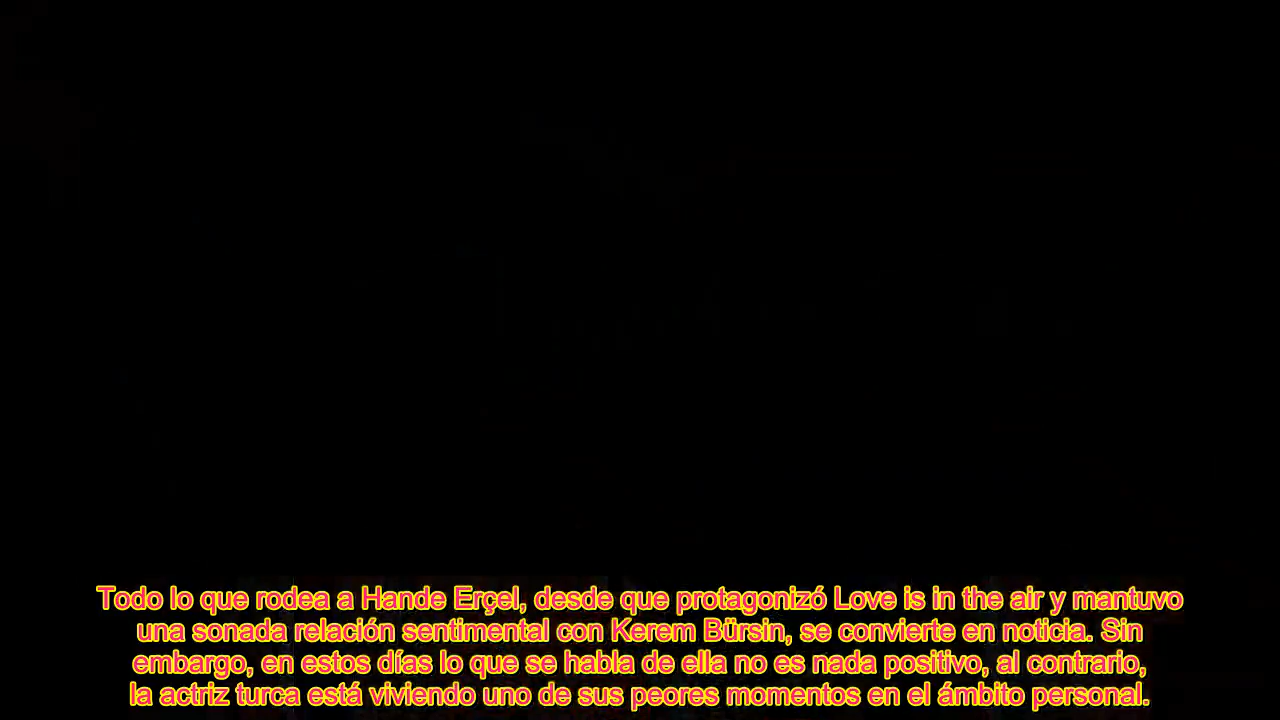 Todo lo que rodea a Hande Erçel, desde que protagonizó Love is in the air y mantuvo
una sonada relación sentimental con Kerem Bürsin, se convierte en noticia. Sin
embargo, en estos días lo que se habla de ella no es nada positivo, al contrario,
la actriz turca está viviendo uno de sus peores momentos en el ámbito personal.